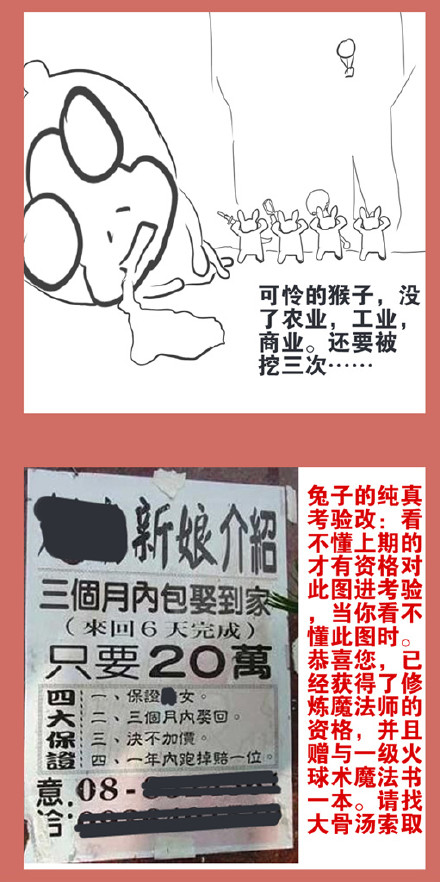 可怜的猴子，没
了农业，工业，
商业。还要被
挖三次……
新娘介紹
三個月內包娶到家
（來回6天完成）
只要20萬
四大保證
一、保證女。
二、三個月內娶回。
三、決不加價。
四、一年內跑掉賠一位。
意洽：08-
兔子的纯真
考验改：看
不懂上期的
才有资格对
此图进考验
，当你看不
懂此图时。
恭喜您，已
经获得了修
炼魔法师的
资格，并且
赠与一级火
球术魔法书
一本。请找
大骨汤索取